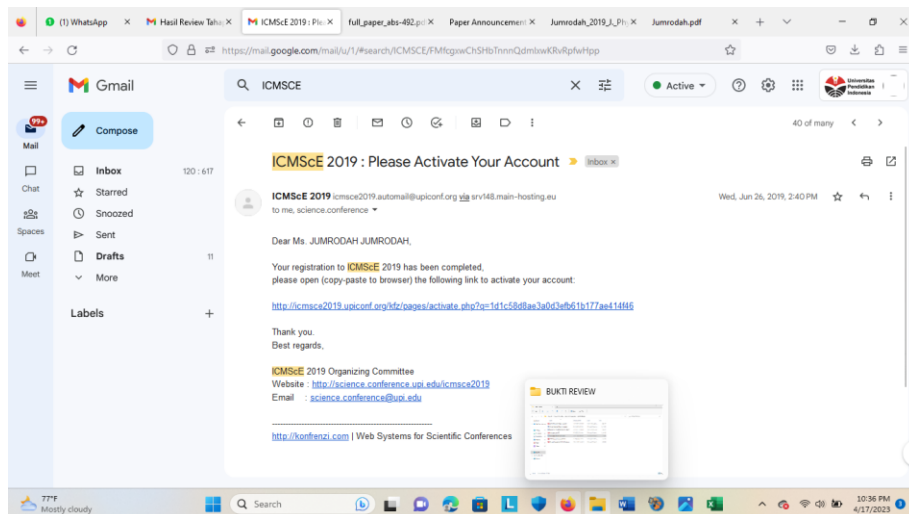 (1) WhatsApp
Hasil Review Taha
ICMScE 2019 : Ple
full_paper_abs-492.pd
Paper Announcement
Jumrodah_2019_J._Ph
Jumrodah.pdf
https://mail.google.com/mail/u/1/#search/ICMSCE/FMfcgxwChSHbTnnnQdmlxwKRvRpfwHpp
Gmail
ICMSCE
Active
Universitas
Pendidikan
Indonesia
99+
Mail
Chat
Spaces
Meet
Compose
Inbox 120 : 617
Starred
Snoozed
Sent
Drafts 11
More
Labels
40 of many
ICMScE 2019 : Please Activate Your Account
Inbox ×
ICMScE 2019 icmsce2019.automail@upiconf.org via srv148.main-hosting.eu
Wed, Jun 26, 2019, 2:40 PM
to me, science.conference
Dear Ms. JUMRODAH JUMRODAH,
Your registration to ICMScE 2019 has been completed,
please open (copy-paste to browser) the following link to activate your account:
http://icmsce2019.upiconf.org/kfz/pages/activate.php?q=1d1c58d8ae3a0d3efb61b177ae414f46
Thank you.
Best regards,
ICMScE 2019 Organizing Committee
Website : http://science.conference.upi.edu/icmsce2019
Email : science.conference@upi.edu
http://konfrenzi.com | Web Systems for Scientific Conferences
BUKTI REVIEW
77°F
Mostly cloudy
Search
10:36 PM
4/17/2023